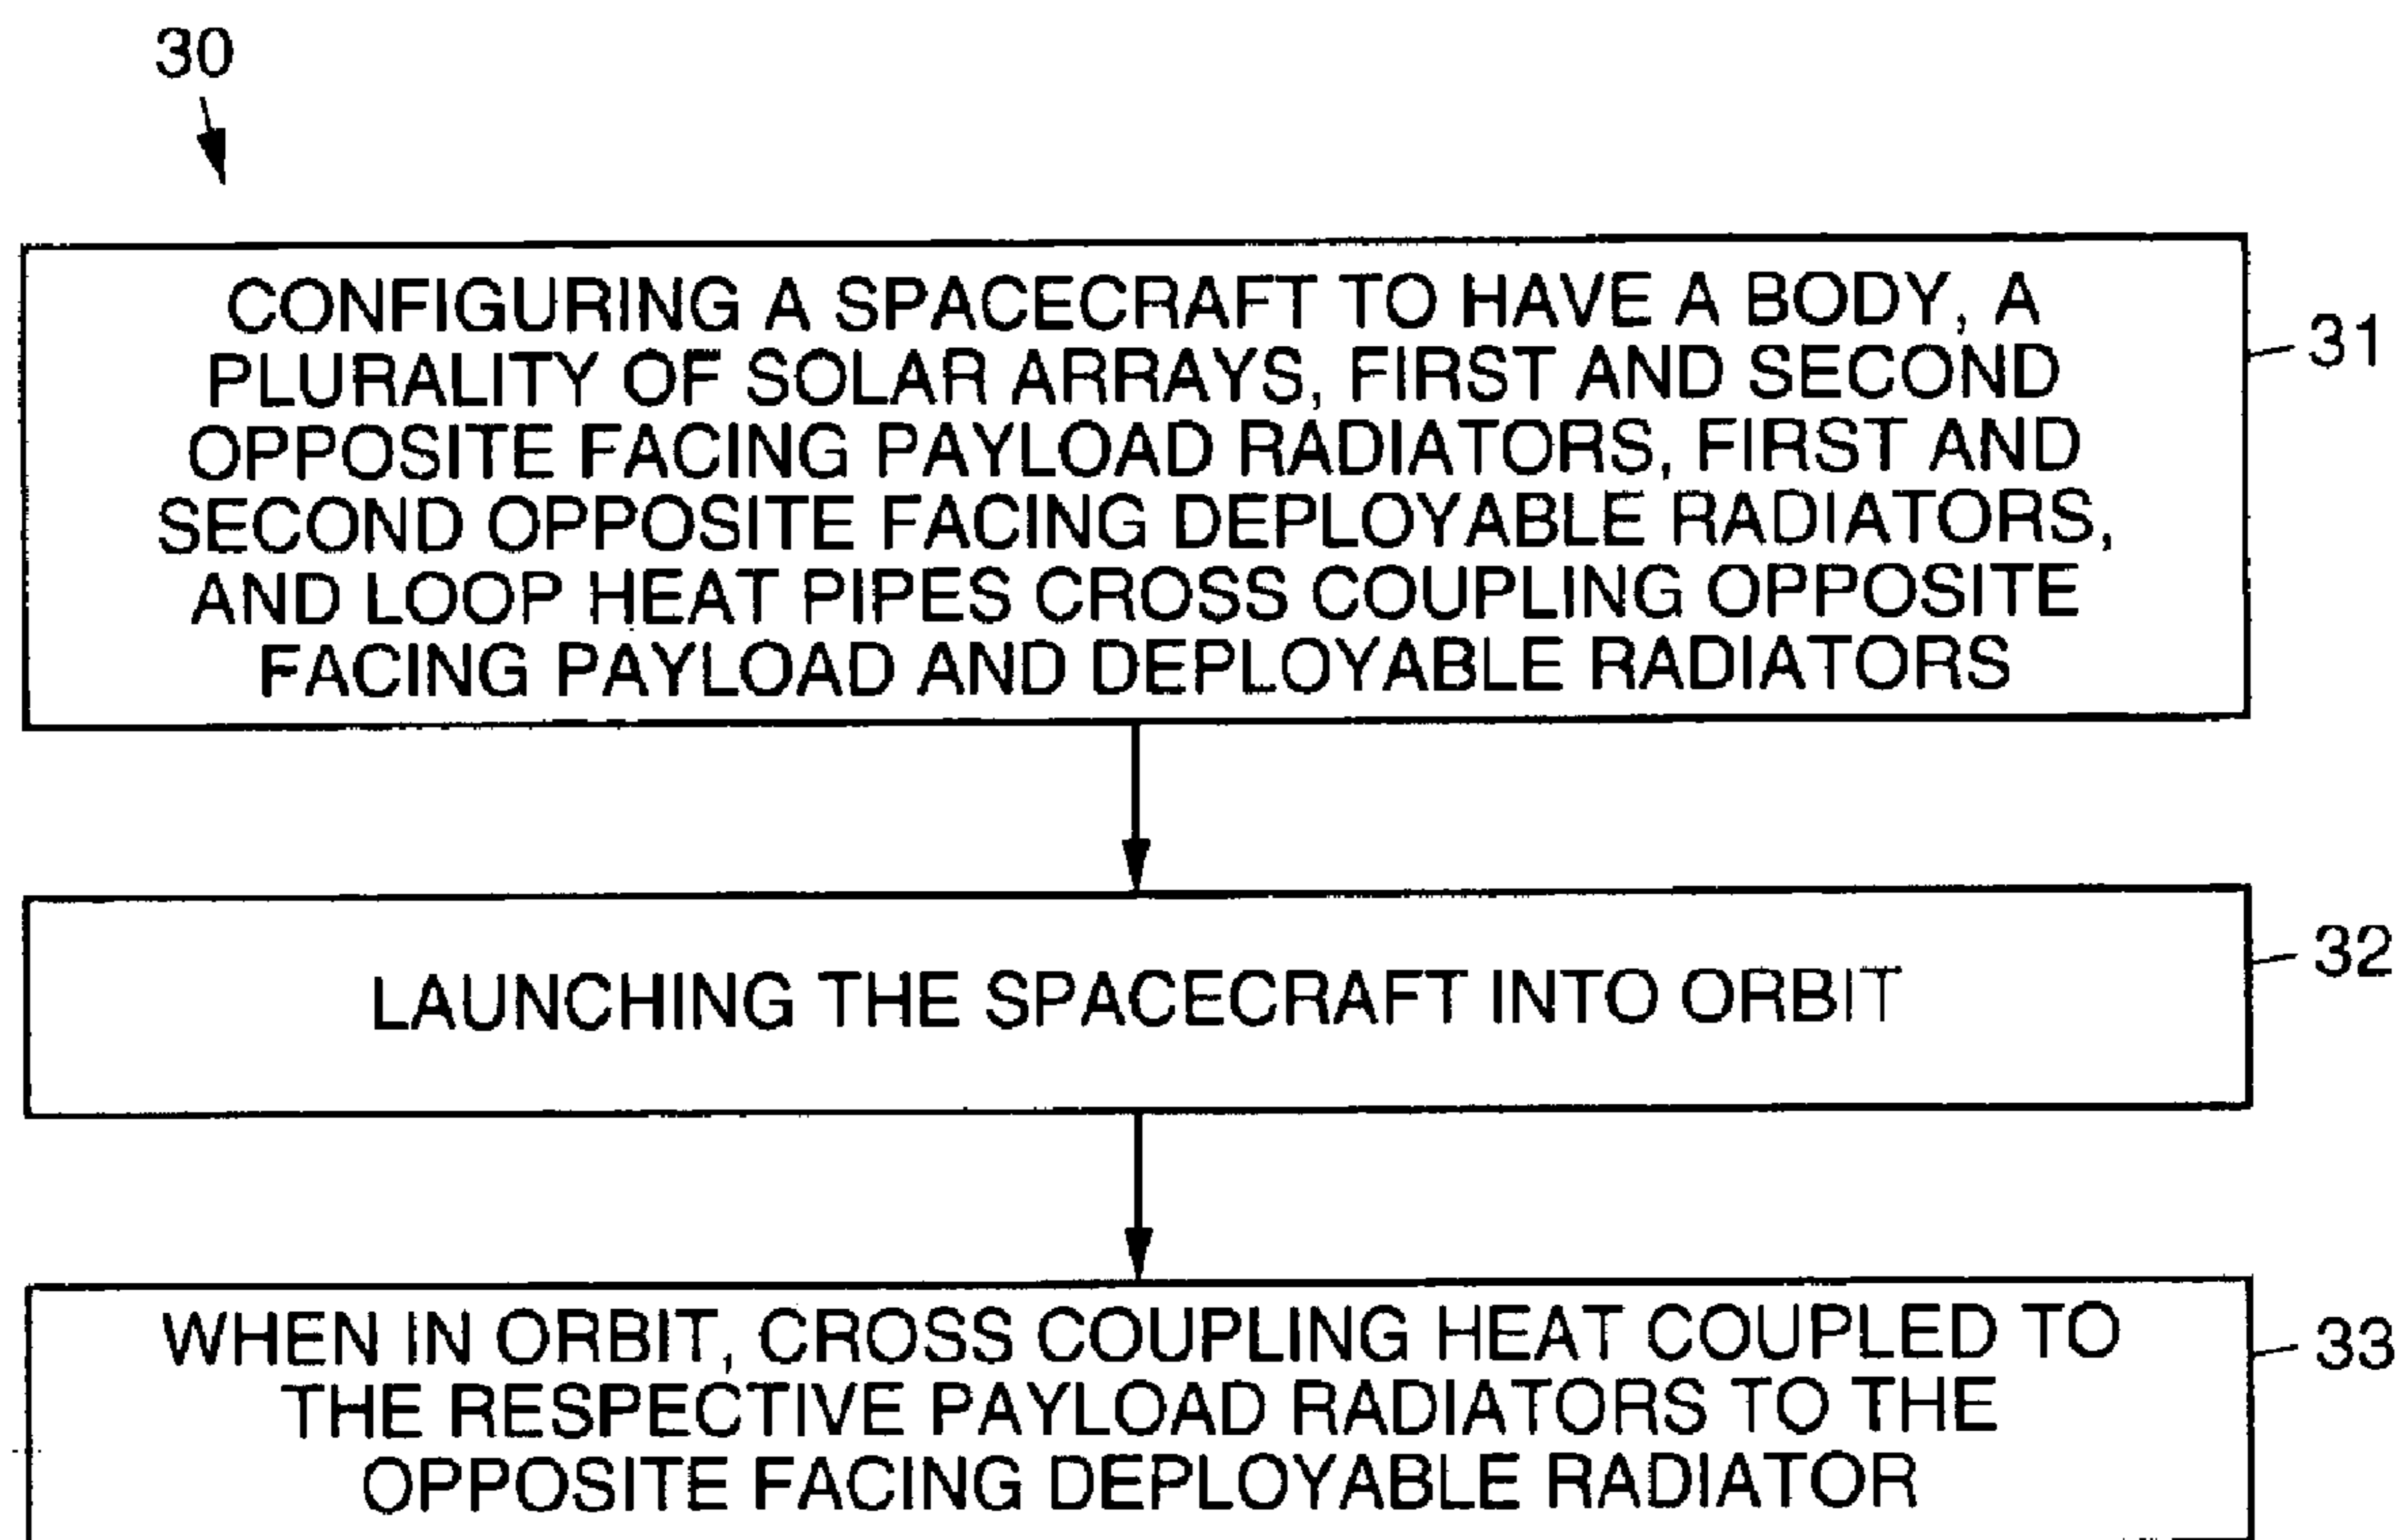 30
CONFIGURING A SPACECRAFT TO HAVE A BODY, A
PLURALITY OF SOLAR ARRAYS, FIRST AND SECOND
OPPOSITE FACING PAYLOAD RADIATORS, FIRST AND
SECOND OPPOSITE FACING DEPLOYABLE RADIATORS,
AND LOOP HEAT PIPES CROSS COUPLING OPPOSITE
FACING PAYLOAD AND DEPLOYABLE RADIATORS
31
LAUNCHING THE SPACECRAFT INTO ORBIT
32
WHEN IN ORBIT, CROSS COUPLING HEAT COUPLED TO
THE RESPECTIVE PAYLOAD RADIATORS TO THE
OPPOSITE FACING DEPLOYABLE RADIATOR
33